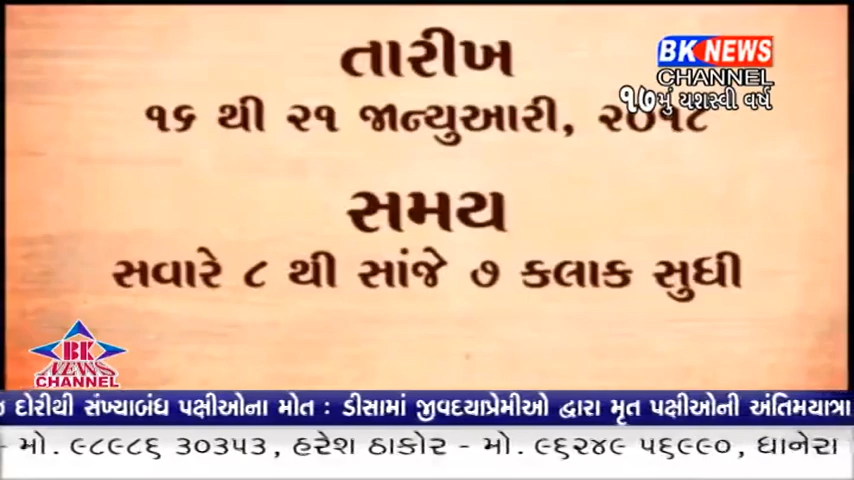 તારીખ
BK NEWS
CHANNEL
૧૭મું યશસ્વી વર્ષ
૧૬ થી ૨૧ જાન્યુઆરી, ૨૦૧૮
સમય
સવારે ૮ થી સાંજે ૭ કલાક સુધી
BK
NEWS
CHANNEL
દોરીથી સંખ્યાબંધ પક્ષીઓના મોત : ડીસામાં જીવદયાપ્રેમીઓ દ્વારા મૃત પક્ષીઓની અંતિમયાત્રા
- મો. ૯૮૯૮૬ ૩૦૩૫૩, હરેશ ઠાકોર - મો. ૯૬૨૪૯ ૫૬૯૯૦, ધાનેરા